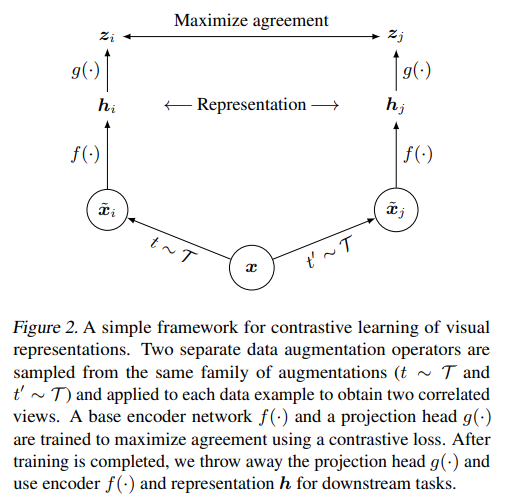 Maximize agreement
z_i z_j
g(·) g(·)
h_i ⟵ Representation ⟶ h_j
f(·) f(·)
x̃_i x̃_j
t ∼ 𝒯 t′ ∼ 𝒯
x
Figure 2. A simple framework for contrastive learning of visual
representations. Two separate data augmentation operators are
sampled from the same family of augmentations (t ∼ 𝒯 and
t′ ∼ 𝒯) and applied to each data example to obtain two correlated
views. A base encoder network f(·) and a projection head g(·)
are trained to maximize agreement using a contrastive loss. After
training is completed, we throw away the projection head g(·) and
use encoder f(·) and representation h for downstream tasks.